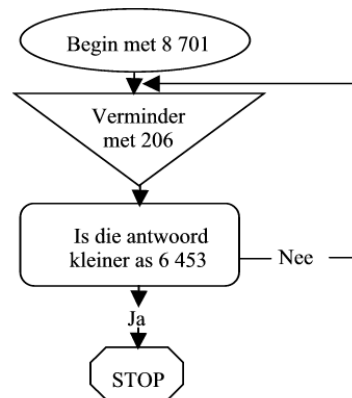 Begin met 8 701
Verminder
met 206
Is die antwoord
kleiner as 6 453
Nee
Ja
STOP